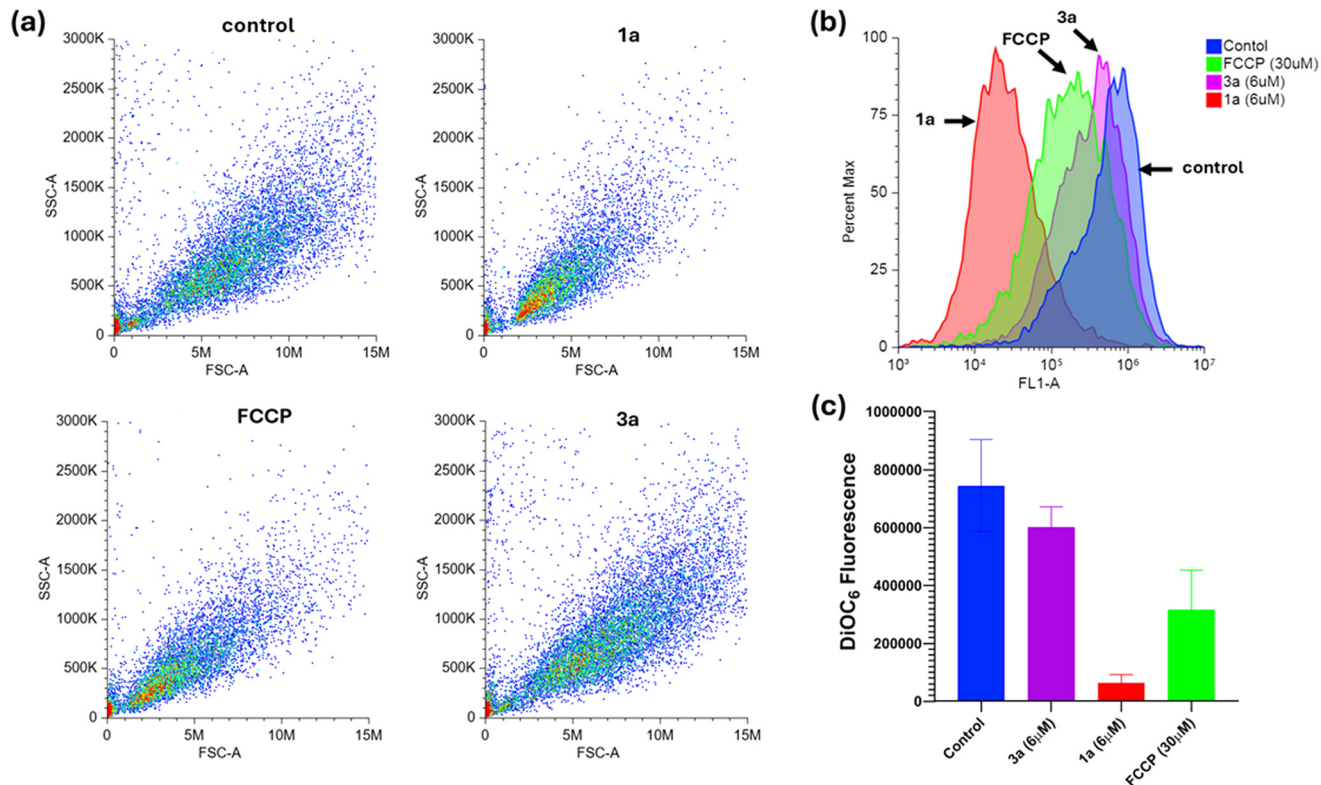 (a)
control
3000K
2500K
2000K
1500K
1000K
500K
0
SSC-A
0 5M 10M 15M
FSC-A
1a
3000K
2500K
2000K
1500K
1000K
500K
0
SSC-A
0 5M 10M 15M
FSC-A
FCCP
3000K
2500K
2000K
1500K
1000K
500K
0
SSC-A
0 5M 10M 15M
FSC-A
3a
3000K
2500K
2000K
1500K
1000K
500K
0
SSC-A
0 5M 10M 15M
FSC-A
(b)
3a
FCCP
1a
control
Contol
FCCP (30uM)
3a (6uM)
1a (6uM)
100
75
50
25
0
Percent Max
10³ 10⁴ 10⁵ 10⁶ 10⁷
FL1-A
(c)
1000000
800000
600000
400000
200000
0
DiOC₆ Fluorescence
Control
3a (6μM)
1a (6μM)
FCCP (30μM)